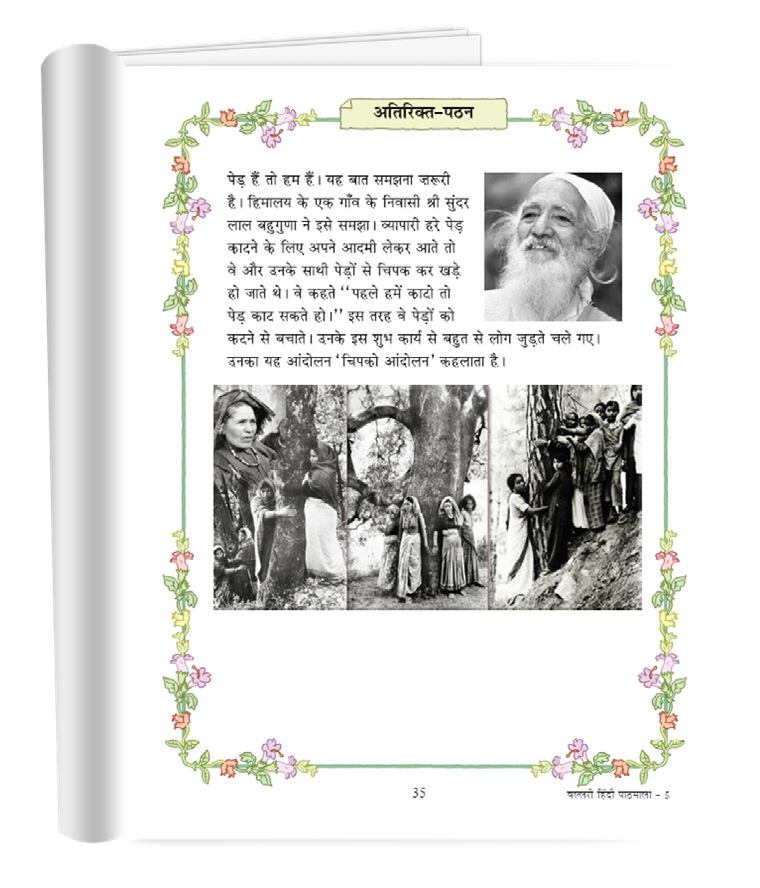 अतिरिक्त-पठन
पेड़ हैं तो हम हैं। यह बात समझना ज़रूरी
है। हिमालय के एक गाँव के निवासी श्री सुंदर
लाल बहुगुणा ने इसे समझा। व्यापारी हरे पेड़
काटने के लिए अपने आदमी लेकर आते तो
वे और उनके साथी पेड़ों से चिपक कर खड़े
हो जाते थे। वे कहते ‘‘पहले हमें काटो तो
पेड़ काट सकते हो।’’ इस तरह वे पेड़ों को
कटने से बचाते। उनके इस शुभ कार्य से बहुत से लोग जुड़ते चले गए।
उनका यह आंदोलन ‘चिपको आंदोलन’ कहलाता है।
35
वल्लरी हिंदी पाठमाला - 5